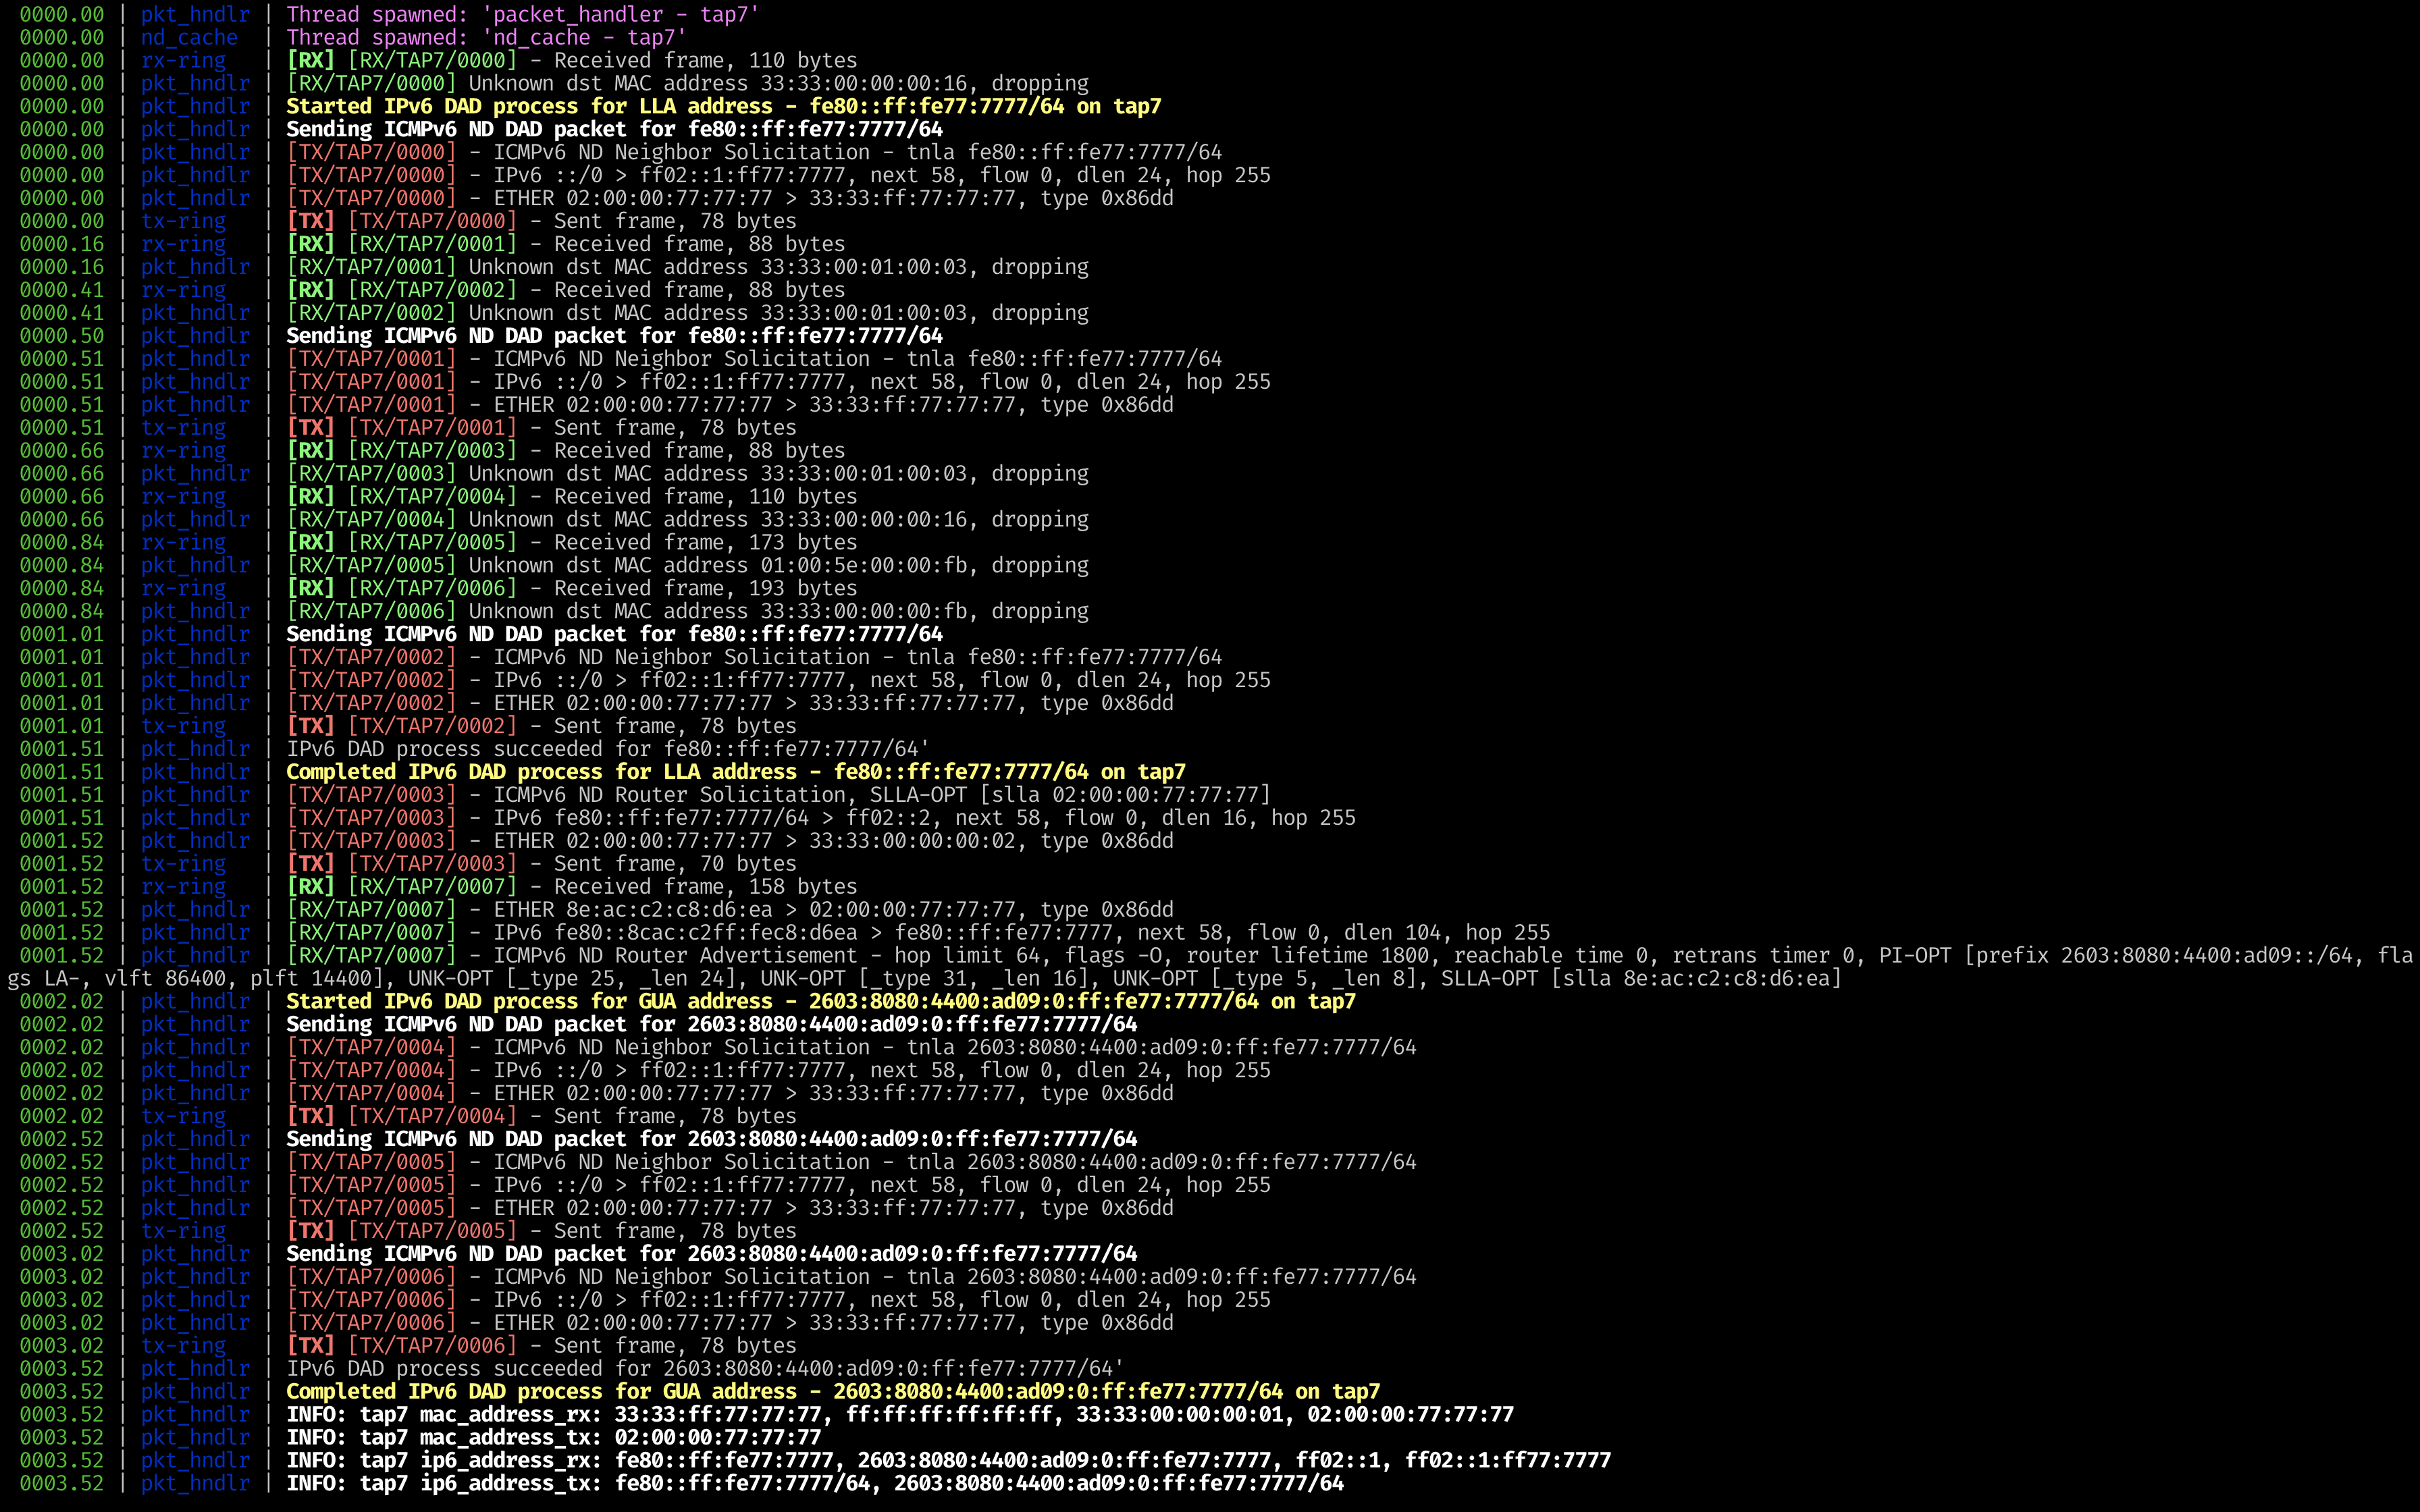 0000.00 | pkt_hndlr | Thread spawned: 'packet_handler - tap7'
0000.00 | nd_cache  | Thread spawned: 'nd_cache - tap7'
0000.00 | rx-ring   | [RX] [RX/TAP7/0000] - Received frame, 110 bytes
0000.00 | pkt_hndlr | [RX/TAP7/0000] Unknown dst MAC address 33:33:00:00:00:16, dropping
0000.00 | pkt_hndlr | Started IPv6 DAD process for LLA address - fe80::ff:fe77:7777/64 on tap7
0000.00 | pkt_hndlr | Sending ICMPv6 ND DAD packet for fe80::ff:fe77:7777/64
0000.00 | pkt_hndlr | [TX/TAP7/0000] - ICMPv6 ND Neighbor Solicitation - tnla fe80::ff:fe77:7777/64
0000.00 | pkt_hndlr | [TX/TAP7/0000] - IPv6 ::/0 > ff02::1:ff77:7777, next 58, flow 0, dlen 24, hop 255
0000.00 | pkt_hndlr | [TX/TAP7/0000] - ETHER 02:00:00:77:77:77 > 33:33:ff:77:77:77, type 0x86dd
0000.00 | tx-ring   | [TX] [TX/TAP7/0000] - Sent frame, 78 bytes
0000.16 | rx-ring   | [RX] [RX/TAP7/0001] - Received frame, 88 bytes
0000.16 | pkt_hndlr | [RX/TAP7/0001] Unknown dst MAC address 33:33:00:01:00:03, dropping
0000.41 | rx-ring   | [RX] [RX/TAP7/0002] - Received frame, 88 bytes
0000.41 | pkt_hndlr | [RX/TAP7/0002] Unknown dst MAC address 33:33:00:01:00:03, dropping
0000.50 | pkt_hndlr | Sending ICMPv6 ND DAD packet for fe80::ff:fe77:7777/64
0000.51 | pkt_hndlr | [TX/TAP7/0001] - ICMPv6 ND Neighbor Solicitation - tnla fe80::ff:fe77:7777/64
0000.51 | pkt_hndlr | [TX/TAP7/0001] - IPv6 ::/0 > ff02::1:ff77:7777, next 58, flow 0, dlen 24, hop 255
0000.51 | pkt_hndlr | [TX/TAP7/0001] - ETHER 02:00:00:77:77:77 > 33:33:ff:77:77:77, type 0x86dd
0000.51 | tx-ring   | [TX] [TX/TAP7/0001] - Sent frame, 78 bytes
0000.66 | rx-ring   | [RX] [RX/TAP7/0003] - Received frame, 88 bytes
0000.66 | pkt_hndlr | [RX/TAP7/0003] Unknown dst MAC address 33:33:00:01:00:03, dropping
0000.66 | rx-ring   | [RX] [RX/TAP7/0004] - Received frame, 110 bytes
0000.66 | pkt_hndlr | [RX/TAP7/0004] Unknown dst MAC address 33:33:00:00:00:16, dropping
0000.84 | rx-ring   | [RX] [RX/TAP7/0005] - Received frame, 173 bytes
0000.84 | pkt_hndlr | [RX/TAP7/0005] Unknown dst MAC address 01:00:5e:00:00:fb, dropping
0000.84 | rx-ring   | [RX] [RX/TAP7/0006] - Received frame, 193 bytes
0000.84 | pkt_hndlr | [RX/TAP7/0006] Unknown dst MAC address 33:33:00:00:00:fb, dropping
0001.01 | pkt_hndlr | Sending ICMPv6 ND DAD packet for fe80::ff:fe77:7777/64
0001.01 | pkt_hndlr | [TX/TAP7/0002] - ICMPv6 ND Neighbor Solicitation - tnla fe80::ff:fe77:7777/64
0001.01 | pkt_hndlr | [TX/TAP7/0002] - IPv6 ::/0 > ff02::1:ff77:7777, next 58, flow 0, dlen 24, hop 255
0001.01 | pkt_hndlr | [TX/TAP7/0002] - ETHER 02:00:00:77:77:77 > 33:33:ff:77:77:77, type 0x86dd
0001.01 | tx-ring   | [TX] [TX/TAP7/0002] - Sent frame, 78 bytes
0001.51 | pkt_hndlr | IPv6 DAD process succeeded for fe80::ff:fe77:7777/64'
0001.51 | pkt_hndlr | Completed IPv6 DAD process for LLA address - fe80::ff:fe77:7777/64 on tap7
0001.51 | pkt_hndlr | [TX/TAP7/0003] - ICMPv6 ND Router Solicitation, SLLA-OPT [slla 02:00:00:77:77:77]
0001.51 | pkt_hndlr | [TX/TAP7/0003] - IPv6 fe80::ff:fe77:7777/64 > ff02::2, next 58, flow 0, dlen 16, hop 255
0001.52 | pkt_hndlr | [TX/TAP7/0003] - ETHER 02:00:00:77:77:77 > 33:33:00:00:00:02, type 0x86dd
0001.52 | tx-ring   | [TX] [TX/TAP7/0003] - Sent frame, 70 bytes
0001.52 | rx-ring   | [RX] [RX/TAP7/0007] - Received frame, 158 bytes
0001.52 | pkt_hndlr | [RX/TAP7/0007] - ETHER 8e:ac:c2:c8:d6:ea > 02:00:00:77:77:77, type 0x86dd
0001.52 | pkt_hndlr | [RX/TAP7/0007] - IPv6 fe80::8cac:c2ff:fec8:d6ea > fe80::ff:fe77:7777, next 58, flow 0, dlen 104, hop 255
0001.52 | pkt_hndlr | [RX/TAP7/0007] - ICMPv6 ND Router Advertisement - hop limit 64, flags -O, router lifetime 1800, reachable time 0, retrans timer 0, PI-OPT [prefix 2603:8080:4400:ad09::/64, fla
gs LA-, vlft 86400, plft 14400], UNK-OPT [_type 25, _len 24], UNK-OPT [_type 31, _len 16], UNK-OPT [_type 5, _len 8], SLLA-OPT [slla 8e:ac:c2:c8:d6:ea]
0002.02 | pkt_hndlr | Started IPv6 DAD process for GUA address - 2603:8080:4400:ad09:0:ff:fe77:7777/64 on tap7
0002.02 | pkt_hndlr | Sending ICMPv6 ND DAD packet for 2603:8080:4400:ad09:0:ff:fe77:7777/64
0002.02 | pkt_hndlr | [TX/TAP7/0004] - ICMPv6 ND Neighbor Solicitation - tnla 2603:8080:4400:ad09:0:ff:fe77:7777/64
0002.02 | pkt_hndlr | [TX/TAP7/0004] - IPv6 ::/0 > ff02::1:ff77:7777, next 58, flow 0, dlen 24, hop 255
0002.02 | pkt_hndlr | [TX/TAP7/0004] - ETHER 02:00:00:77:77:77 > 33:33:ff:77:77:77, type 0x86dd
0002.02 | tx-ring   | [TX] [TX/TAP7/0004] - Sent frame, 78 bytes
0002.52 | pkt_hndlr | Sending ICMPv6 ND DAD packet for 2603:8080:4400:ad09:0:ff:fe77:7777/64
0002.52 | pkt_hndlr | [TX/TAP7/0005] - ICMPv6 ND Neighbor Solicitation - tnla 2603:8080:4400:ad09:0:ff:fe77:7777/64
0002.52 | pkt_hndlr | [TX/TAP7/0005] - IPv6 ::/0 > ff02::1:ff77:7777, next 58, flow 0, dlen 24, hop 255
0002.52 | pkt_hndlr | [TX/TAP7/0005] - ETHER 02:00:00:77:77:77 > 33:33:ff:77:77:77, type 0x86dd
0002.52 | tx-ring   | [TX] [TX/TAP7/0005] - Sent frame, 78 bytes
0003.02 | pkt_hndlr | Sending ICMPv6 ND DAD packet for 2603:8080:4400:ad09:0:ff:fe77:7777/64
0003.02 | pkt_hndlr | [TX/TAP7/0006] - ICMPv6 ND Neighbor Solicitation - tnla 2603:8080:4400:ad09:0:ff:fe77:7777/64
0003.02 | pkt_hndlr | [TX/TAP7/0006] - IPv6 ::/0 > ff02::1:ff77:7777, next 58, flow 0, dlen 24, hop 255
0003.02 | pkt_hndlr | [TX/TAP7/0006] - ETHER 02:00:00:77:77:77 > 33:33:ff:77:77:77, type 0x86dd
0003.02 | tx-ring   | [TX] [TX/TAP7/0006] - Sent frame, 78 bytes
0003.52 | pkt_hndlr | IPv6 DAD process succeeded for 2603:8080:4400:ad09:0:ff:fe77:7777/64'
0003.52 | pkt_hndlr | Completed IPv6 DAD process for GUA address - 2603:8080:4400:ad09:0:ff:fe77:7777/64 on tap7
0003.52 | pkt_hndlr | INFO: tap7 mac_address_rx: 33:33:ff:77:77:77, ff:ff:ff:ff:ff:ff, 33:33:00:00:00:01, 02:00:00:77:77:77
0003.52 | pkt_hndlr | INFO: tap7 mac_address_tx: 02:00:00:77:77:77
0003.52 | pkt_hndlr | INFO: tap7 ip6_address_rx: fe80::ff:fe77:7777, 2603:8080:4400:ad09:0:ff:fe77:7777, ff02::1, ff02::1:ff77:7777
0003.52 | pkt_hndlr | INFO: tap7 ip6_address_tx: fe80::ff:fe77:7777/64, 2603:8080:4400:ad09:0:ff:fe77:7777/64